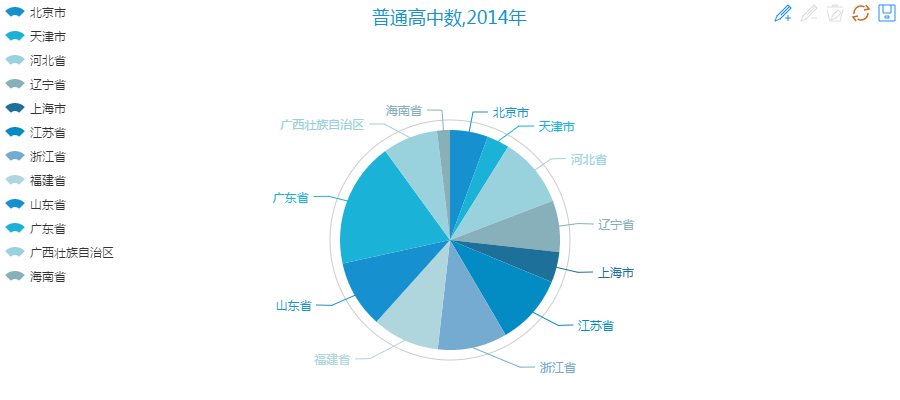 普通高中数,2014年
北京市
天津市
河北省
辽宁省
上海市
江苏省
浙江省
福建省
山东省
广东省
广西壮族自治区
海南省
海南省
北京市
广西壮族自治区
天津市
河北省
广东省
辽宁省
上海市
山东省
江苏省
福建省
浙江省